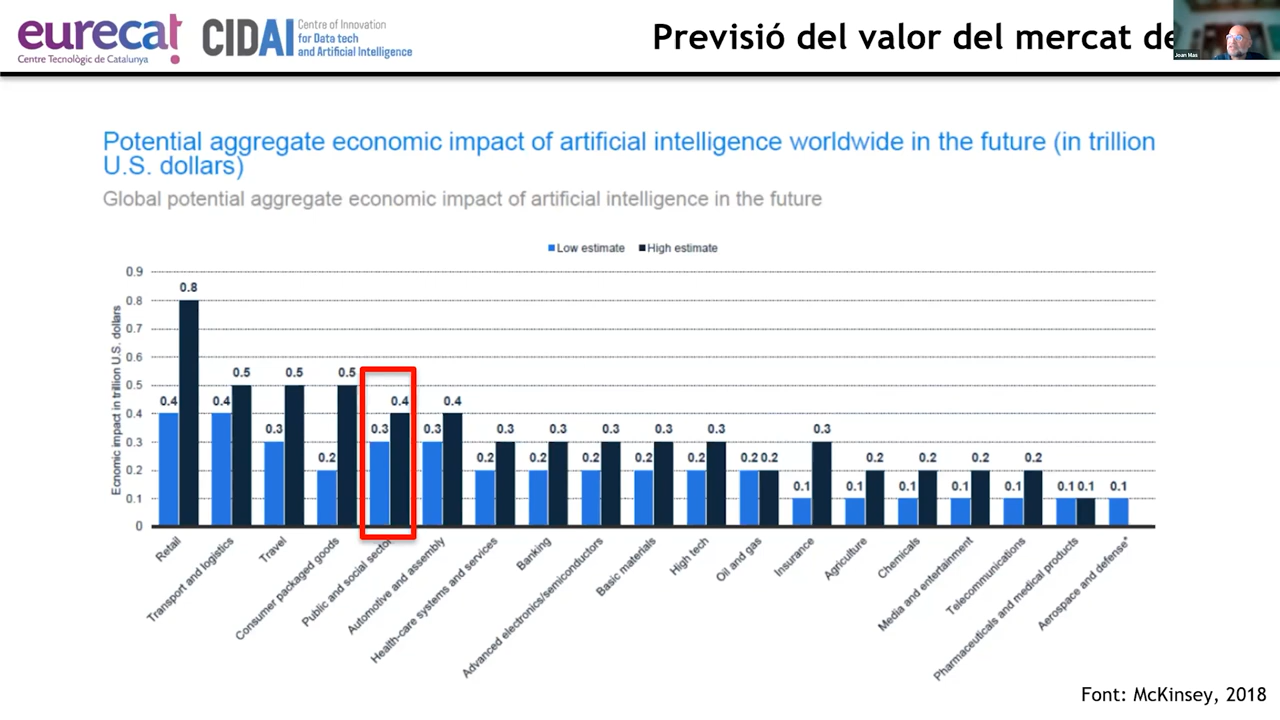 eurecat
Centre Tecnològic de Catalunya
CIDAI
Centre of Innovation
for Data tech
and Artificial Intelligence
Previsió del valor del mercat de
Joan Mas
Potential aggregate economic impact of artificial intelligence worldwide in the future (in trillion
U.S. dollars)
Global potential aggregate economic impact of artificial intelligence in the future
Low estimate High estimate
Economic impact in trillion U.S. dollars
0.9
0.8
0.7
0.6
0.5
0.4
0.3
0.2
0.1
0
0.4 0.8
0.4 0.5
0.3 0.5
0.2 0.5
0.3 0.4
0.3 0.4
0.2 0.3
0.2 0.3
0.2 0.3
0.2 0.3
0.2 0.3
0.2 0.2
0.1 0.3
0.1 0.2
0.1 0.2
0.1 0.2
0.1 0.2
0.1 0.1
0.1
Retail
Transport and logistics
Travel
Consumer packaged goods
Public and social sector
Automotive and assembly
Health-care systems and services
Banking
Advanced electronics/semiconductors
Basic materials
High tech
Oil and gas
Insurance
Agriculture
Chemicals
Media and entertainment
Telecommunications
Pharmaceuticals and medical products
Aerospace and defense*
Font: McKinsey, 2018